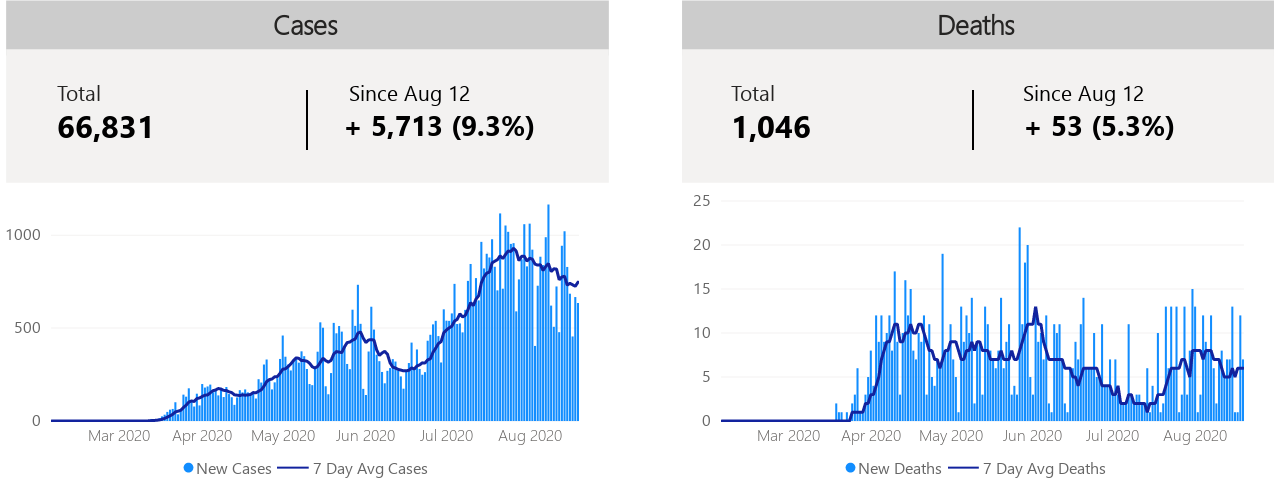 Cases
Total
Since Aug 12
66,831
+ 5,713 (9.3%)
1000
500
0
Mar 2020 Apr 2020 May 2020 Jun 2020 Jul 2020 Aug 2020
New Cases 7 Day Avg Cases
Deaths
Total
Since Aug 12
1,046
+ 53 (5.3%)
25
20
15
10
5
0
Mar 2020 Apr 2020 May 2020 Jun 2020 Jul 2020 Aug 2020
New Deaths 7 Day Avg Deaths